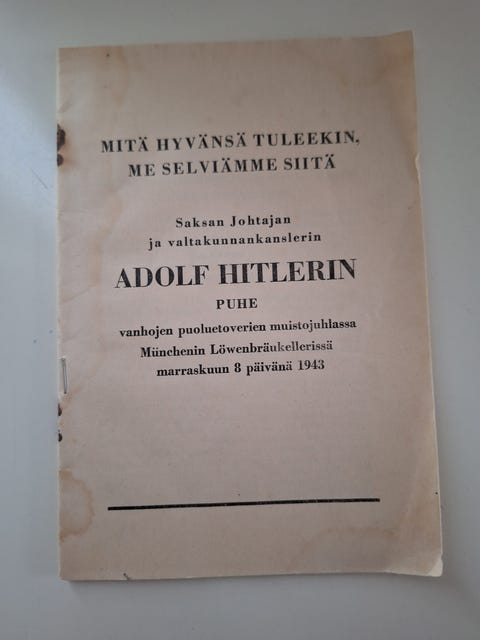 MITÄ HYVÄNSÄ TULEEKIN,
ME SELVIÄMME SIITÄ
Saksan Johtajan
ja valtakunnankanslerin
ADOLF HITLERIN
PUHE
vanhojen puoluetoverien muistojuhlassa
Münchenin Löwenbräukellerissä
marraskuun 8 päivänä 1943